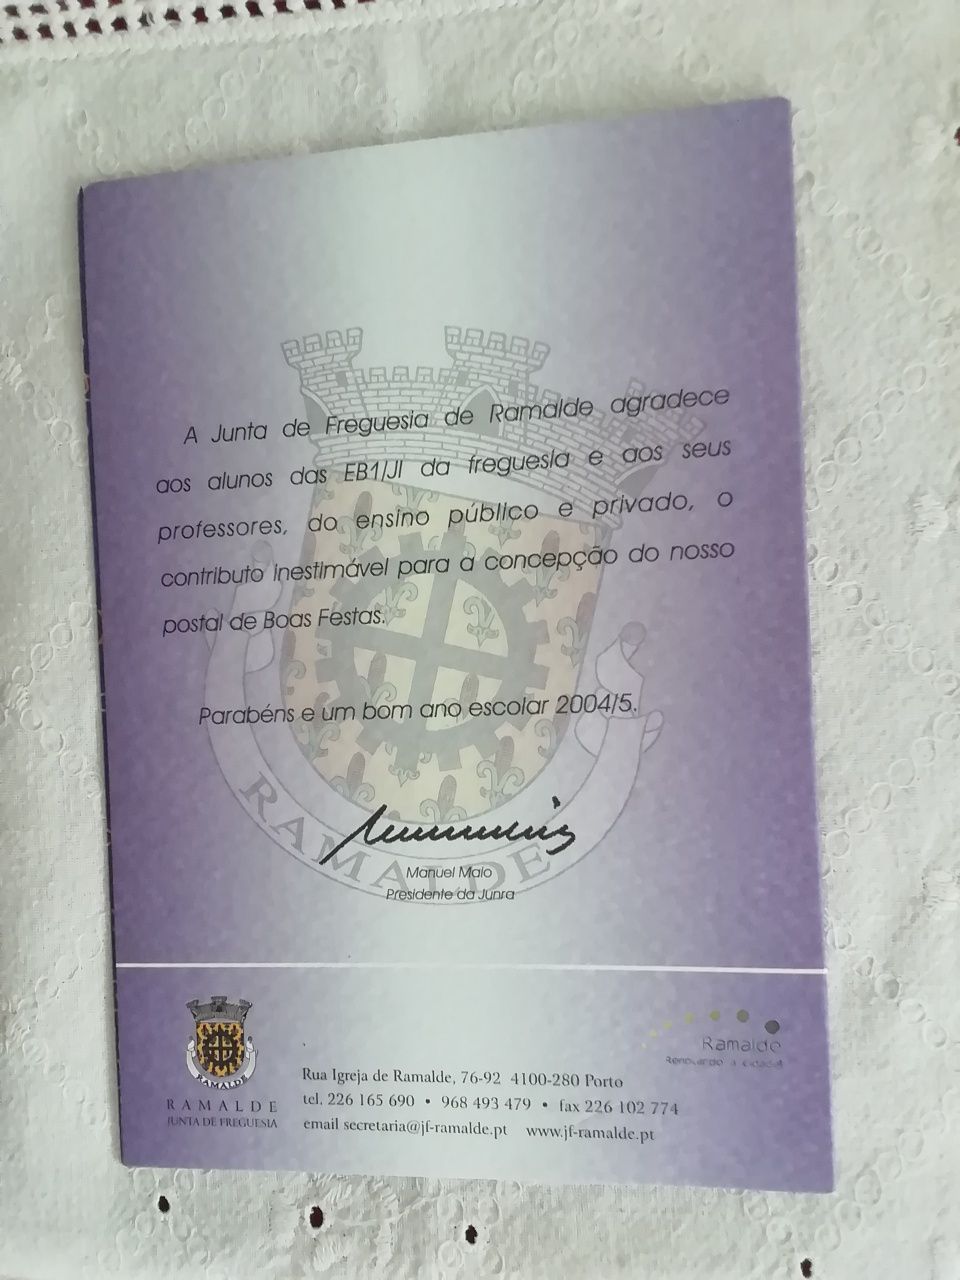 A Junta de Freguesia de Ramalde agradece
aos alunos das EB1/JI da freguesia e aos seus
professores, do ensino público e privado, o
contributo inestimável para a concepção do nosso
postal de Boas Festas.
Parabéns e um bom ano escolar 2004/5.
RAMALDE
Manuel Maio
Presidente da Junra
RAMALDE
RAMALDE
JUNTA DE FREGUESIA
Rua Igreja de Ramalde, 76-92 4100-280 Porto
tel. 226 165 690 • 968 493 479 • fax 226 102 774
email secretaria@jf-ramalde.pt www.jf-ramalde.pt
Ramalde
Renovando a cidade!